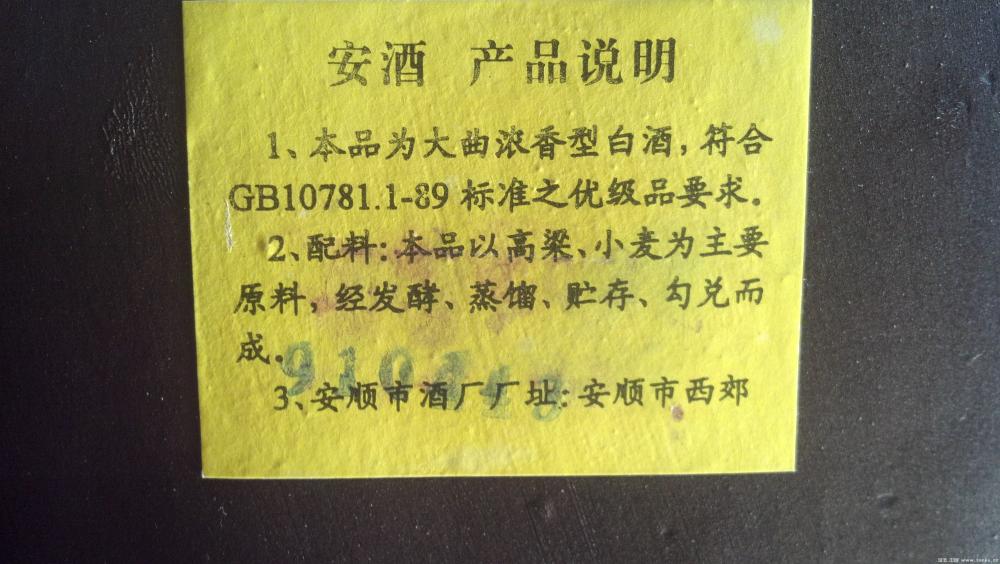 安酒 产品说明
1、本品为大曲浓香型白酒，符合
GB10781.1-89 标准之优级品要求。
2、配料：本品以高梁、小麦为主要
原料，经发酵、蒸馏、贮存、勾兑而
成。
3、安顺市酒厂厂址：安顺市西郊